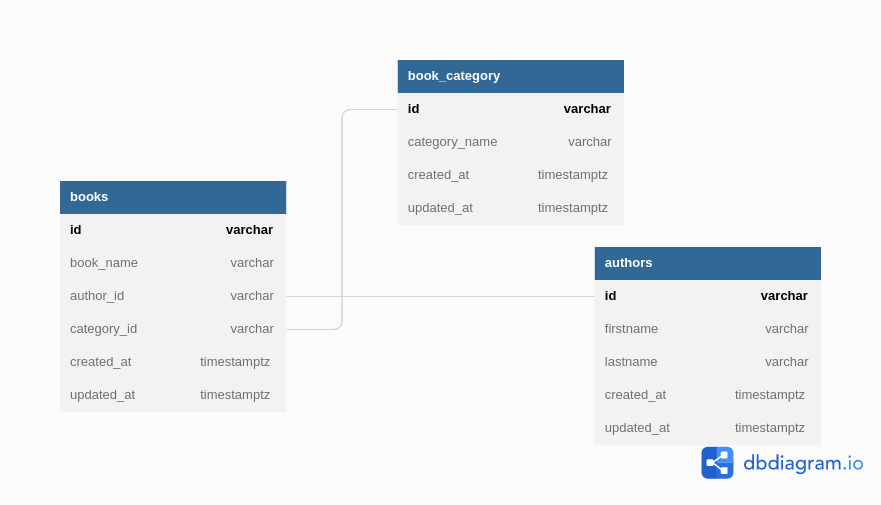 book_category
id varchar
category_name varchar
created_at timestamptz
updated_at timestamptz
books
id varchar
book_name varchar
author_id varchar
category_id varchar
created_at timestamptz
updated_at timestamptz
authors
id varchar
firstname varchar
lastname varchar
created_at timestamptz
updated_at timestamptz
dbdiagram.io